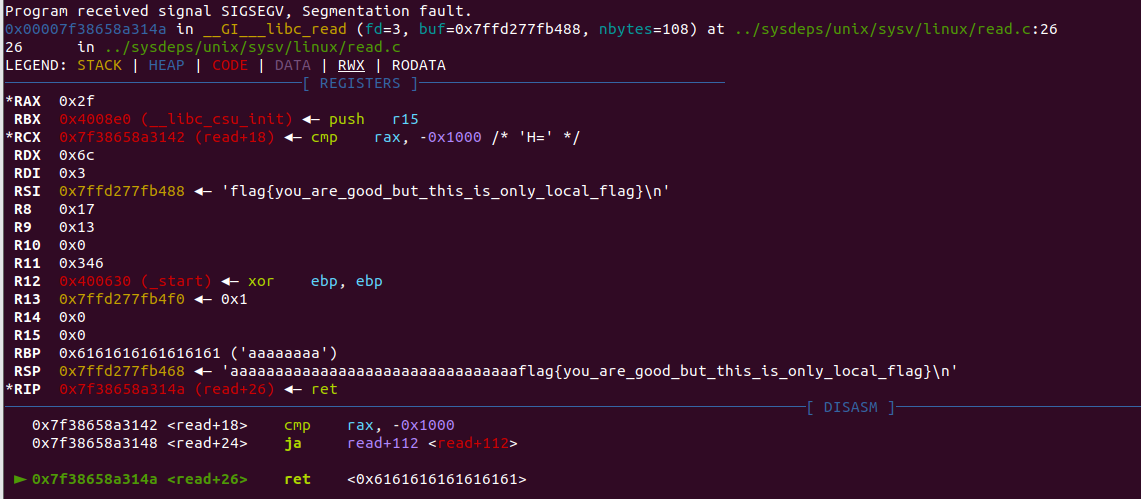 Program received signal SIGSEGV, Segmentation fault.
0x00007f38658a314a in __GI___libc_read (fd=3, buf=0x7ffd277fb488, nbytes=108) at ../sysdeps/unix/sysv/linux/read.c:26
26      in ../sysdeps/unix/sysv/linux/read.c
LEGEND: STACK | HEAP | CODE | DATA | RWX | RODATA
[ REGISTERS ]
*RAX  0x2f
 RBX  0x4008e0 (__libc_csu_init) ◂— push   r15
*RCX  0x7f38658a3142 (read+18) ◂— cmp    rax, -0x1000 /* 'H=' */
 RDX  0x6c
 RDI  0x3
 RSI  0x7ffd277fb488 ◂— 'flag{you_are_good_but_this_is_only_local_flag}\n'
 R8   0x17
 R9   0x13
 R10  0x0
 R11  0x346
 R12  0x400630 (_start) ◂— xor    ebp, ebp
 R13  0x7ffd277fb4f0 ◂— 0x1
 R14  0x0
 R15  0x0
 RBP  0x6161616161616161 ('aaaaaaaa')
 RSP  0x7ffd277fb468 ◂— 'aaaaaaaaaaaaaaaaaaaaaaaaaaaaaaaaflag{you_are_good_but_this_is_only_local_flag}\n'
*RIP  0x7f38658a314a (read+26) ◂— ret
[ DISASM ]
   0x7f38658a3142 <read+18>    cmp    rax, -0x1000
   0x7f38658a3148 <read+24>    ja     read+112 <read+112>
 ► 0x7f38658a314a <read+26>    ret    <0x6161616161616161>